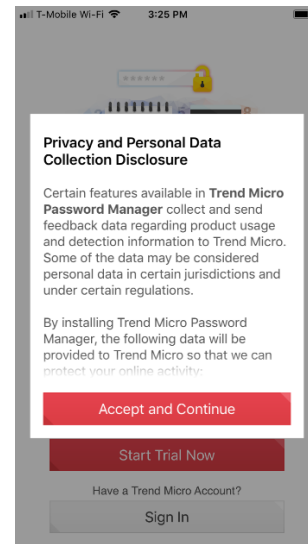 T-Mobile Wi-Fi 3:25 PM
Privacy and Personal Data
Collection Disclosure
Certain features available in Trend Micro
Password Manager collect and send
feedback data regarding product usage
and detection information to Trend Micro.
Some of the data may be considered
personal data in certain jurisdictions and
under certain regulations.
By installing Trend Micro Password
Manager, the following data will be
provided to Trend Micro so that we can
protect your online activity:
Accept and Continue
Start Trial Now
Have a Trend Micro Account?
Sign In